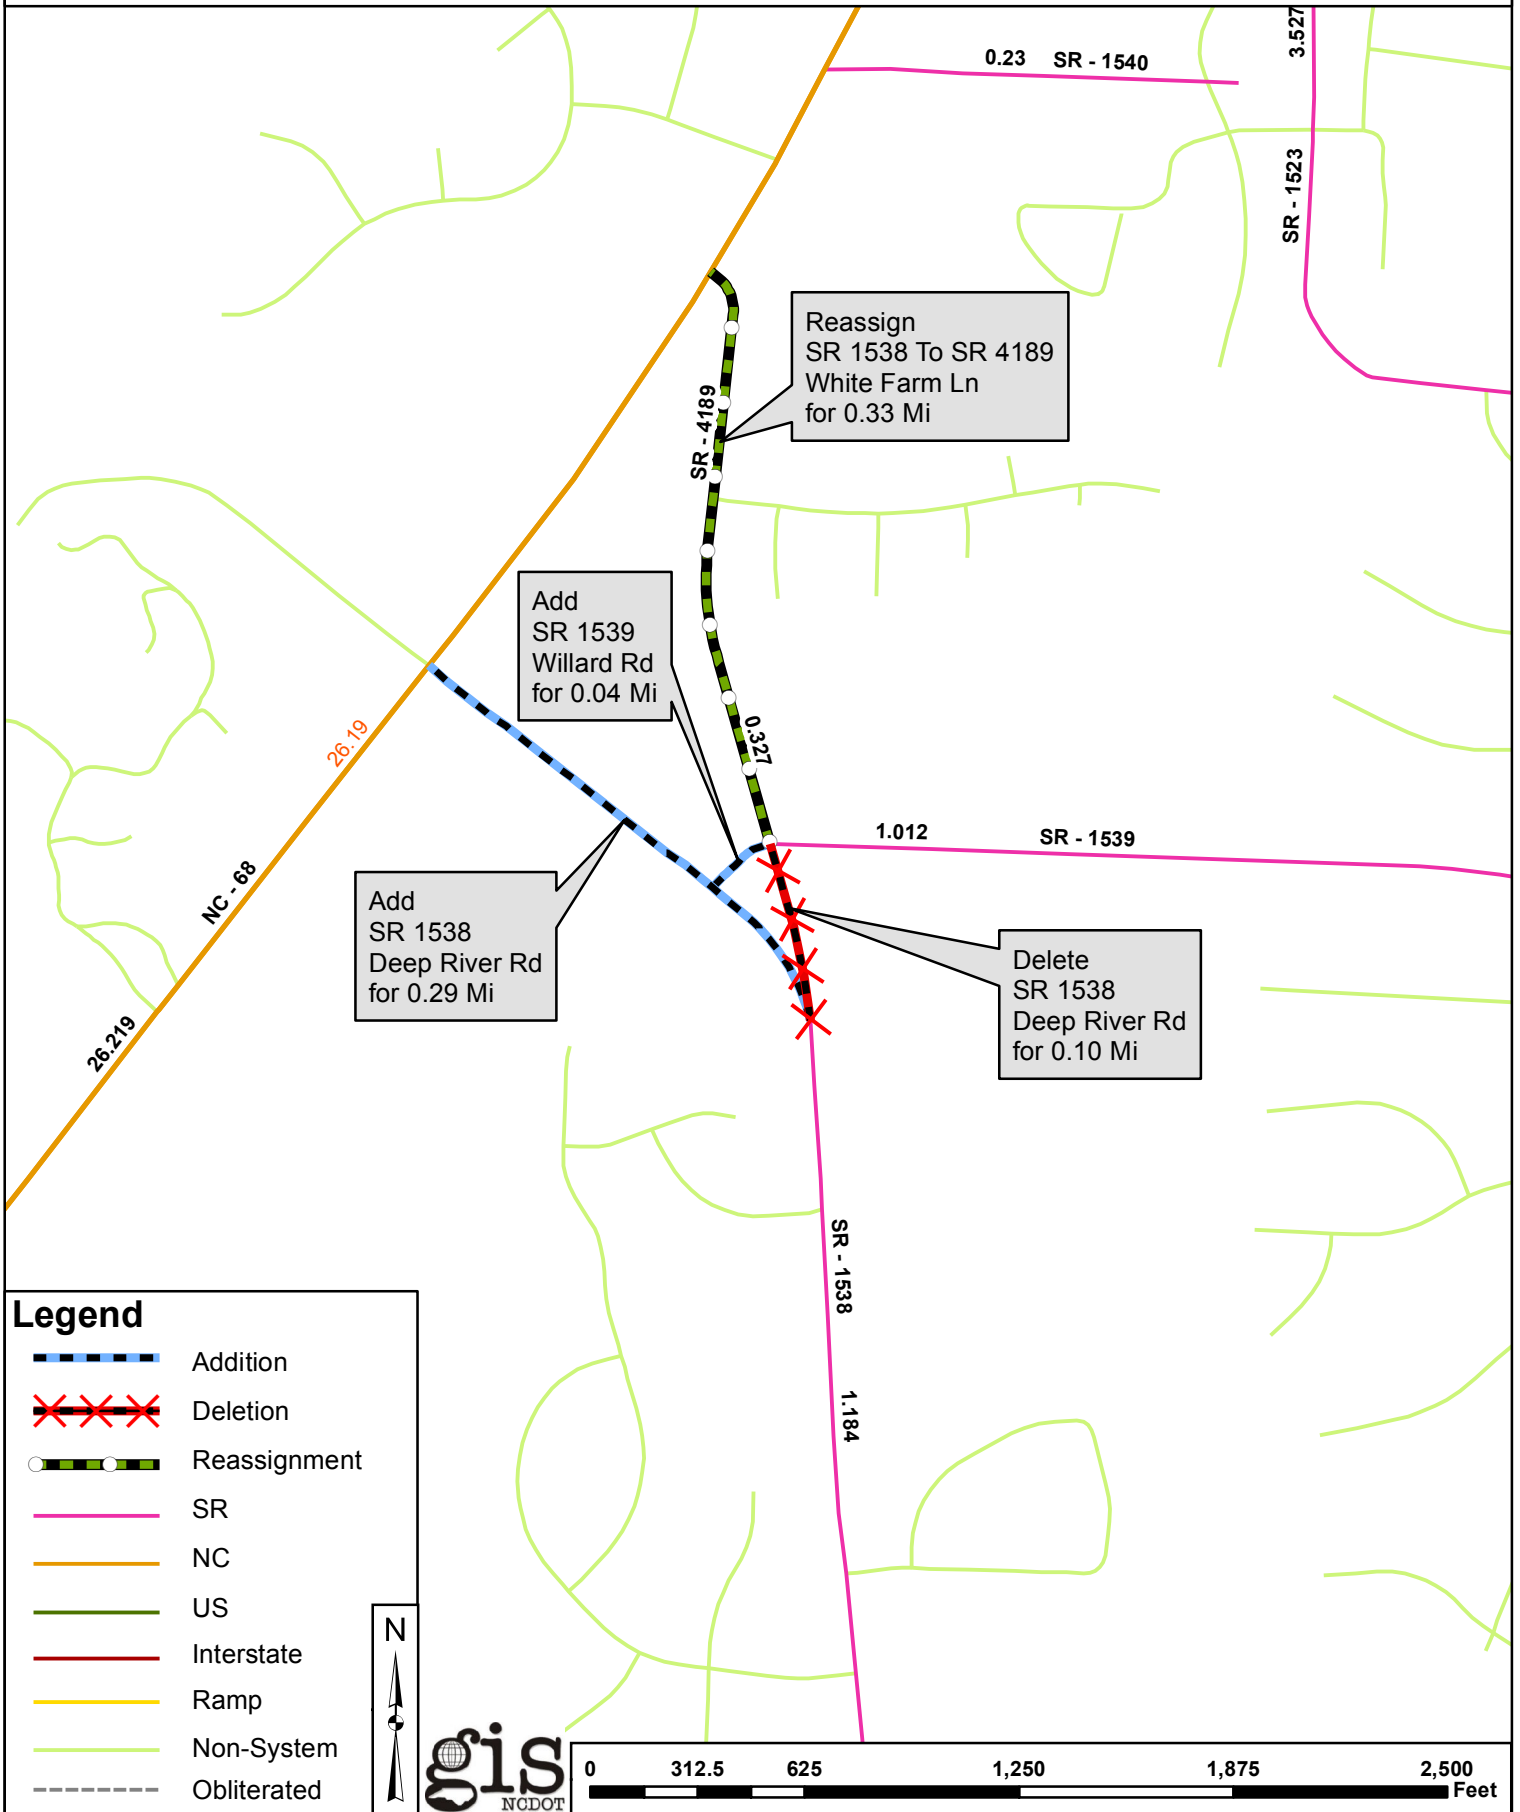 0.23 SR - 1540
3.527
SR - 1523
Reassign
SR 1538 To SR 4189
White Farm Ln
for 0.33 Mi
SR - 4189
Add
SR 1539
Willard Rd
for 0.04 Mi
0.327
26.19
1.012 SR - 1539
NC - 68
Add
SR 1538
Deep River Rd
for 0.29 Mi
Delete
SR 1538
Deep River Rd
for 0.10 Mi
26.219
SR - 1538
1.184
Legend
Addition
Deletion
Reassignment
SR
NC
US
Interstate
Ramp
Non-System
Obliterated
N
gis
NCDOT
0 312.5 625 1,250 1,875 2,500
Feet